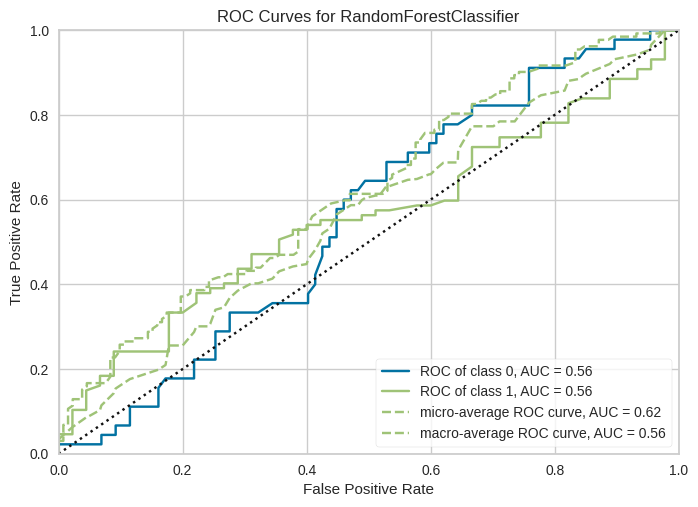 ROC Curves for RandomForestClassifier
1.0
0.8
0.6
0.4
0.2
0.0
True Positive Rate
ROC of class 0, AUC = 0.56
ROC of class 1, AUC = 0.56
micro-average ROC curve, AUC = 0.62
macro-average ROC curve, AUC = 0.56
0.0 0.2 0.4 0.6 0.8 1.0
False Positive Rate